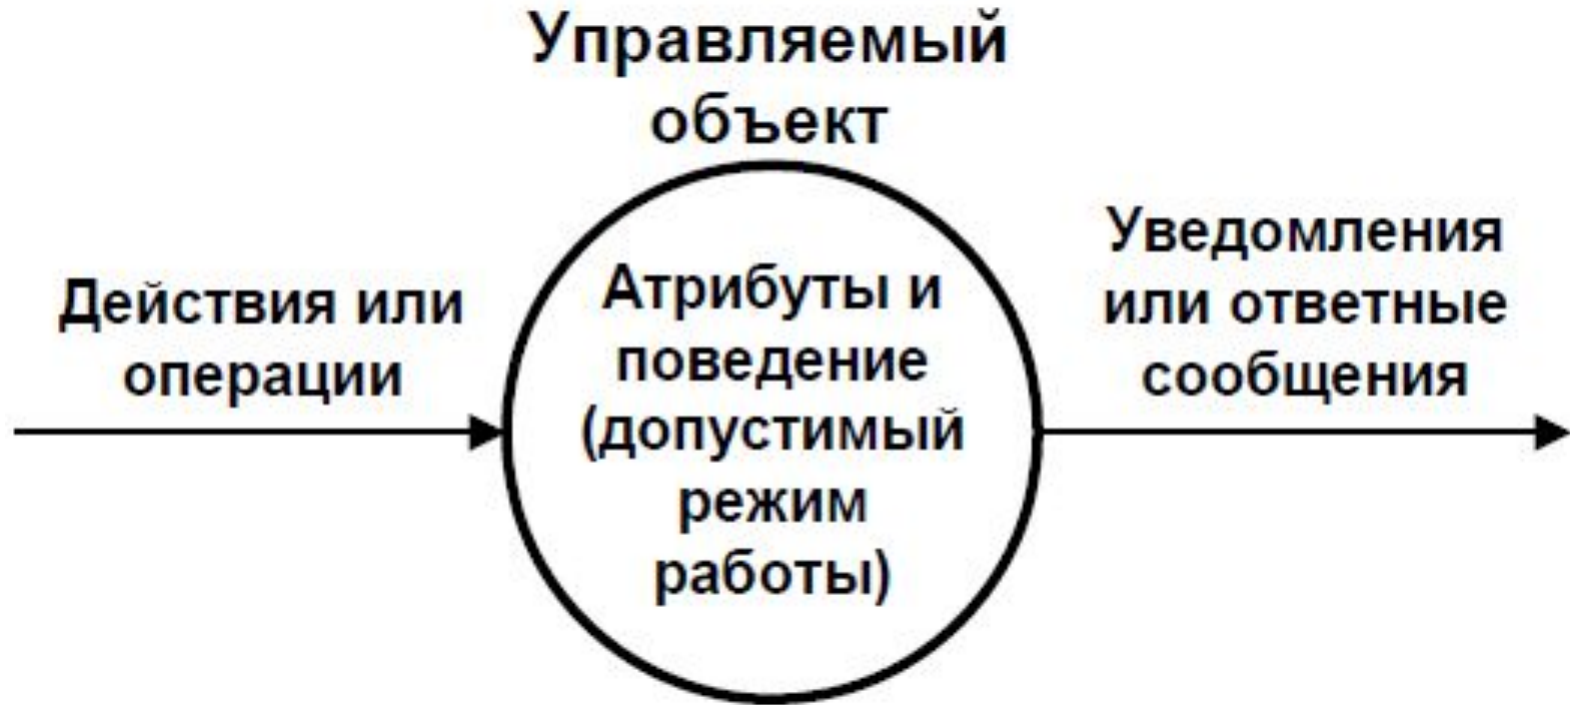 Управляемый
объект
Действия или
операции
Атрибуты и
поведение
(допустимый
режим
работы)
Уведомления
или ответные
сообщения